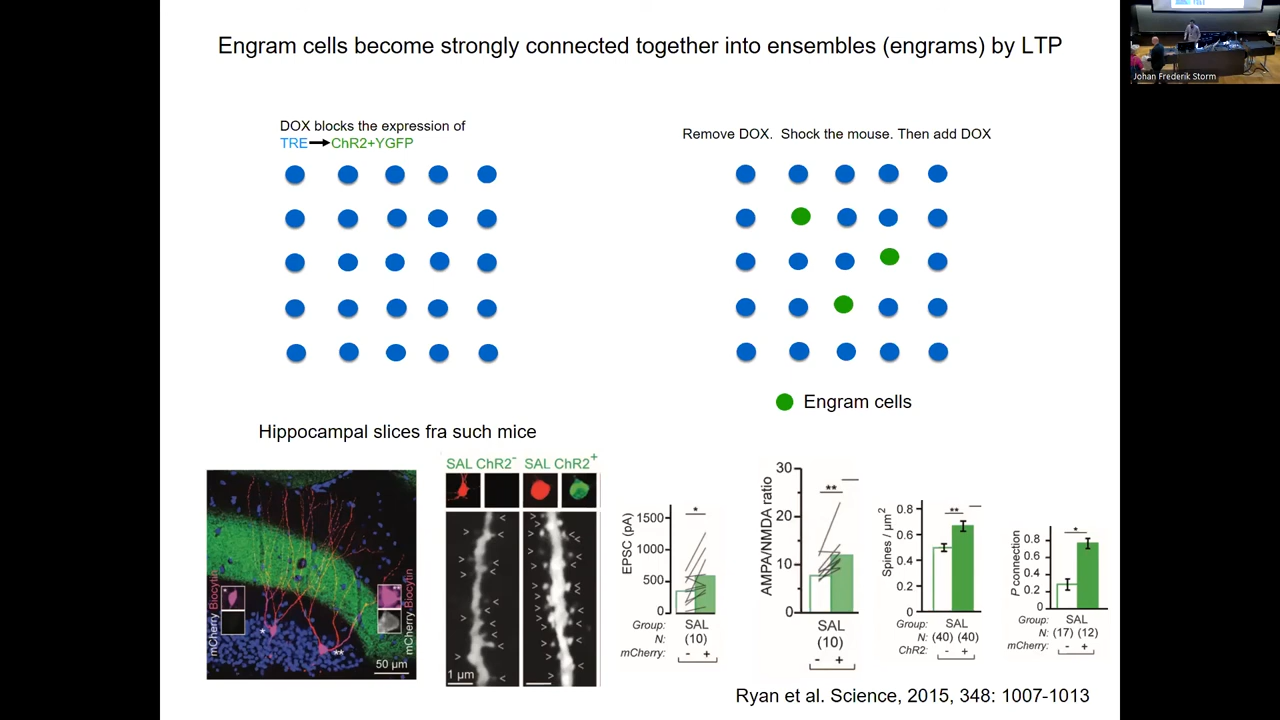 Engram cells become strongly connected together into ensembles (engrams) by LTP
Johan Frederik Storm
DOX blocks the expression of
TRE ChR2+YGFP
Remove DOX. Shock the mouse. Then add DOX
Engram cells
Hippocampal slices fra such mice
mCherry Biocytin
*
**
*
**
mCherry Biocytin
50 µm
SAL ChR2- SAL ChR2+
1 µm
EPSC (pA)
1500
1000
500
0
*
Group: SAL
N: (10)
mCherry: - +
AMPA/NMDA ratio
30
20
10
0
**
SAL
(10)
- +
Spines / µm2
0.8
0.6
0.4
0.2
0
**
Group: SAL
N: (40) (40)
ChR2: - +
P connection
0.8
0.6
0.4
0.2
0
*
Group: SAL
N: (17) (12)
mCherry: - +
Ryan et al. Science, 2015, 348: 1007-1013